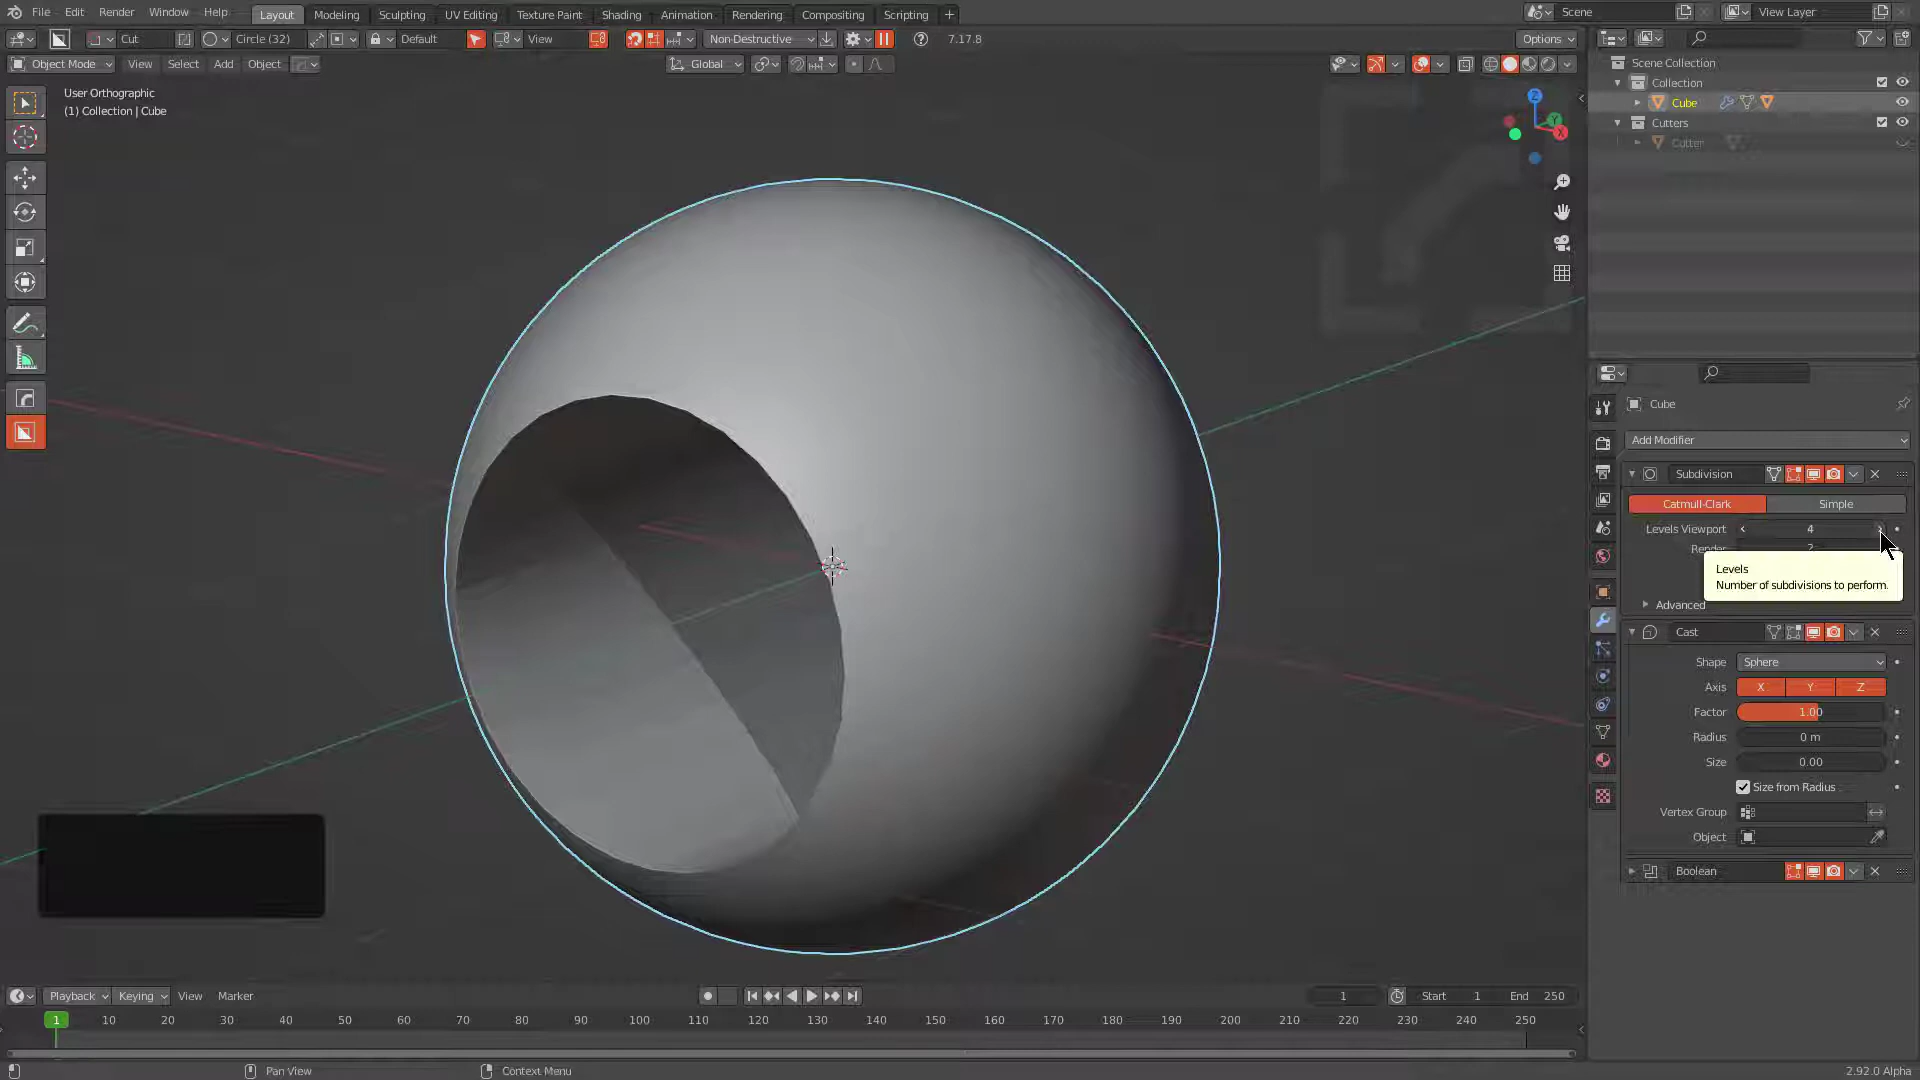 File Edit Render Window Help Layout Modeling Sculpting UV Editing Texture Paint Shading Animation Rendering Compositing Scripting + Scene View Layer
Cut Circle (32) Default View Non-Destructive 7.17.8 Options
Object Mode View Select Add Object Global
User Orthographic
(1) Collection | Cube
Z
Y
X
Scene Collection
Collection
Cube
Cutters
Cutter
Cube
Add Modifier
Subdivision
Catmull-Clark Simple
Levels Viewport 4
Render 2
Levels
Number of subdivisions to perform.
Advanced
Cast
Shape Sphere
Axis X Y Z
Factor 1.00
Radius 0 m
Size 0.00
Size from Radius
Vertex Group
Object
Boolean
Playback Keying View Marker 1 Start 1 End 250
1 10 20 30 40 50 60 70 80 90 100 110 120 130 140 150 160 170 180 190 200 210 220 230 240 250
Pan View Context Menu 2.92.0 Alpha